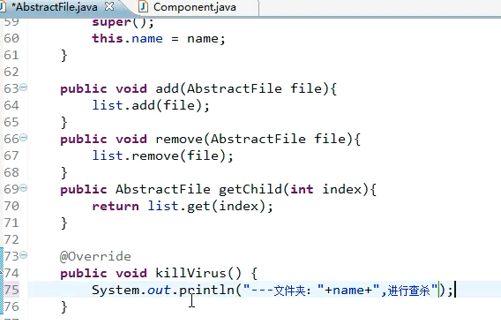 *AbstractFile.java Component.java
59 super();
60 this.name = name;
61 }
62
63 public void add(AbstractFile file){
64 list.add(file);
65 }
66 public void remove(AbstractFile file){
67 list.remove(file);
68 }
69 public AbstractFile getChild(int index){
70 return list.get(index);
71 }
72
73 @Override
74 public void killVirus() {
75 System.out.println("---文件夹："+name+",进行查杀");
76 }